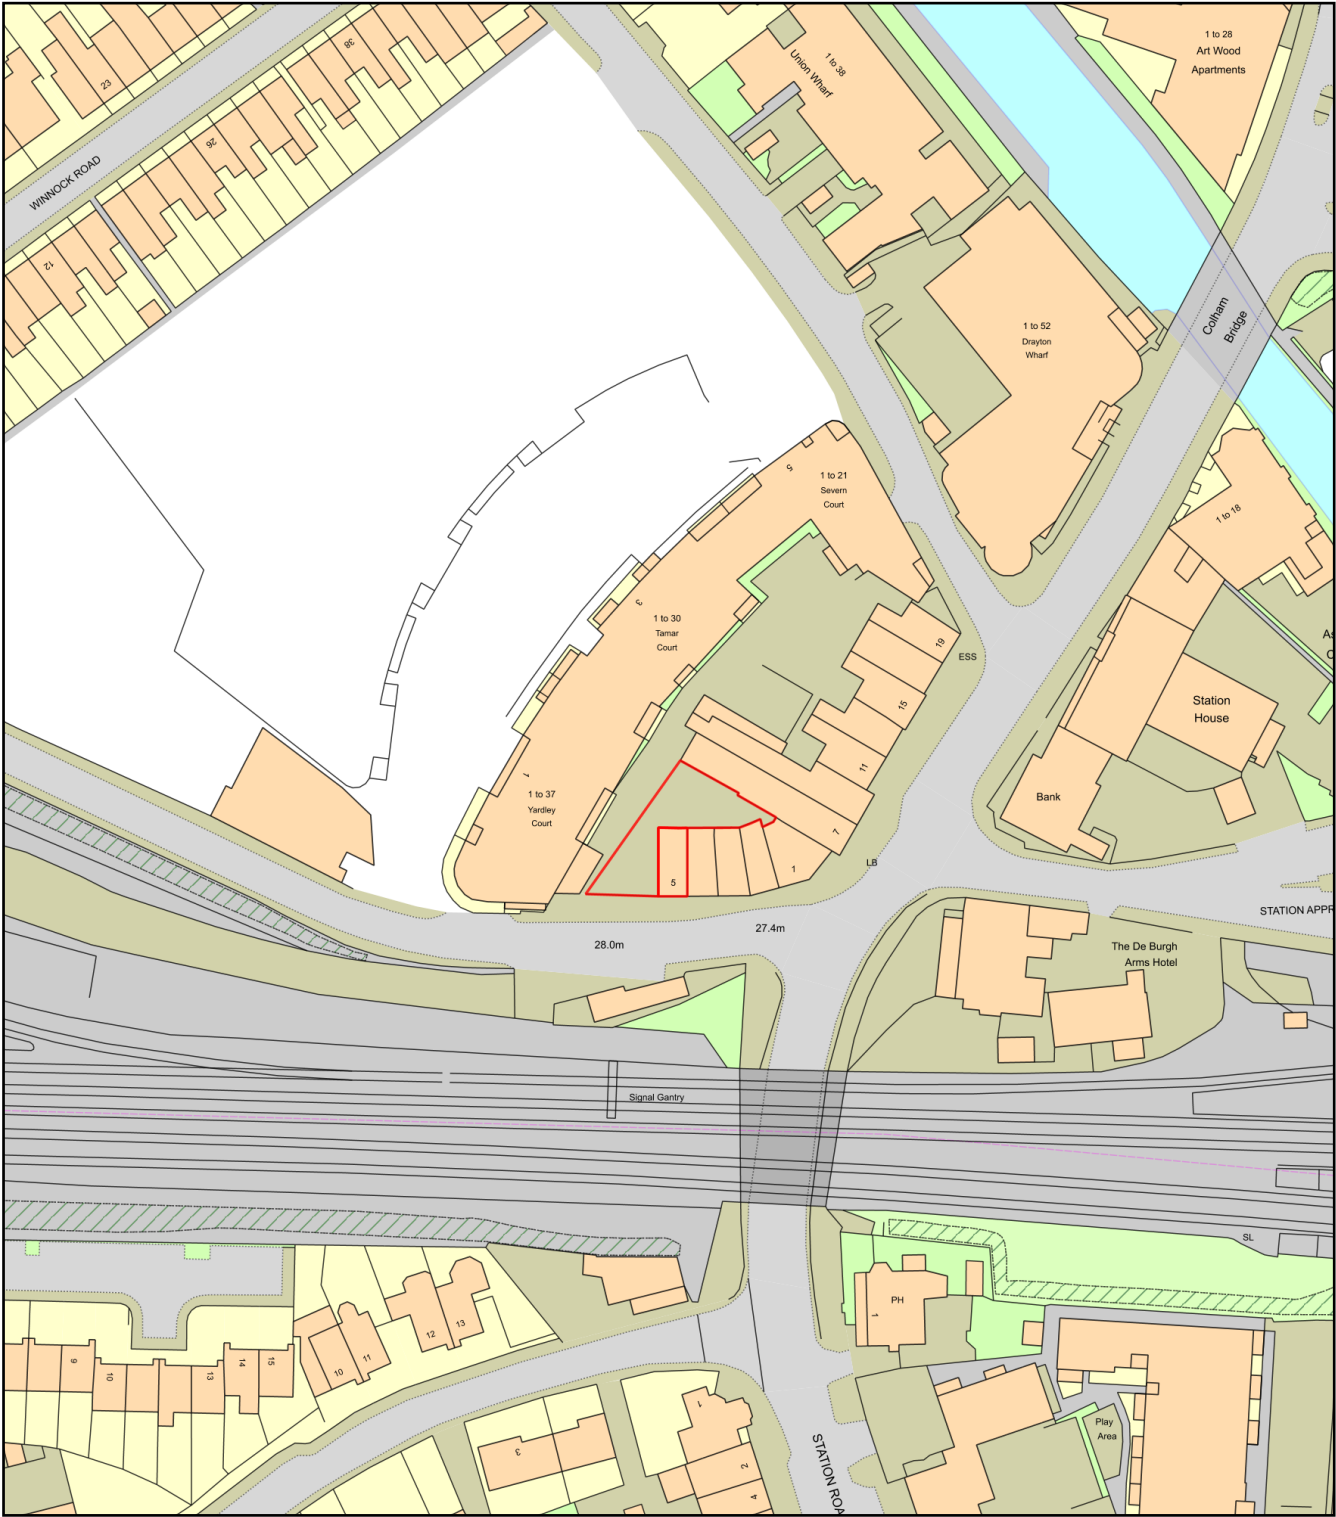 23
38
WINNOCK ROAD
26
12
1 to 38
Union Wharf
1 to 28
Art Wood
Apartments
Colham
Bridge
1 to 52
Drayton
Wharf
5
1 to 21
Severn
Court
1 to 18
3
1 to 30
Tamar
Court
19
ESS
15
11
7
1
1 to 37
Yardley
Court
5
1
LB
Station
House
Bank
As
C
27.4m
28.0m
STATION APPR
The De Burgh
Arms Hotel
Signal Gantry
SL
PH
1
9
10
13
14
15
10
11
12
13
3
1
2
4
STATION ROA
Play
Area